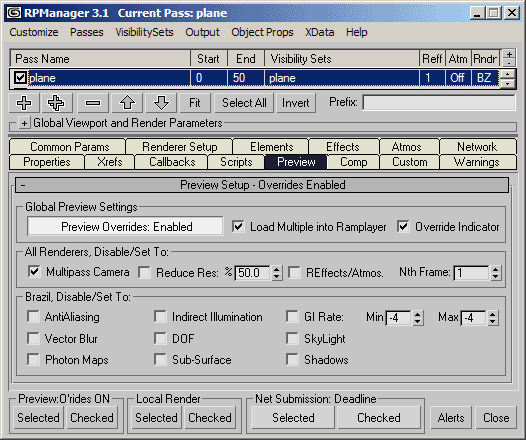 RPManager 3.1 Current Pass: plane
Customize Passes VisibilitySets Output Object Props XData Help
Pass Name Start End Visibility Sets Reff Atm Rndr +
plane 0 50 plane 1 Off BZ -
Fit Select All Invert Prefix:
+ Global Viewport and Render Parameters
Common Params Renderer Setup Elements Effects Atmos Network
Properties Xrefs Callbacks Scripts Preview Comp Custom Warnings
- Preview Setup - Overrides Enabled
Global Preview Settings
Preview Overrides: Enabled Load Multiple into Ramplayer Override Indicator
All Renderers, Disable/Set To:
Multipass Camera Reduce Res: % 50.0 REffects/Atmos. Nth Frame: 1
Brazil, Disable/Set To:
AntiAliasing Indirect Illumination GI Rate: Min -4 Max -4
Vector Blur DOF SkyLight
Photon Maps Sub-Surface Shadows
Preview:O'rides ON Local Render Net Submission: Deadline
Selected Checked Selected Checked Selected Checked Alerts Close